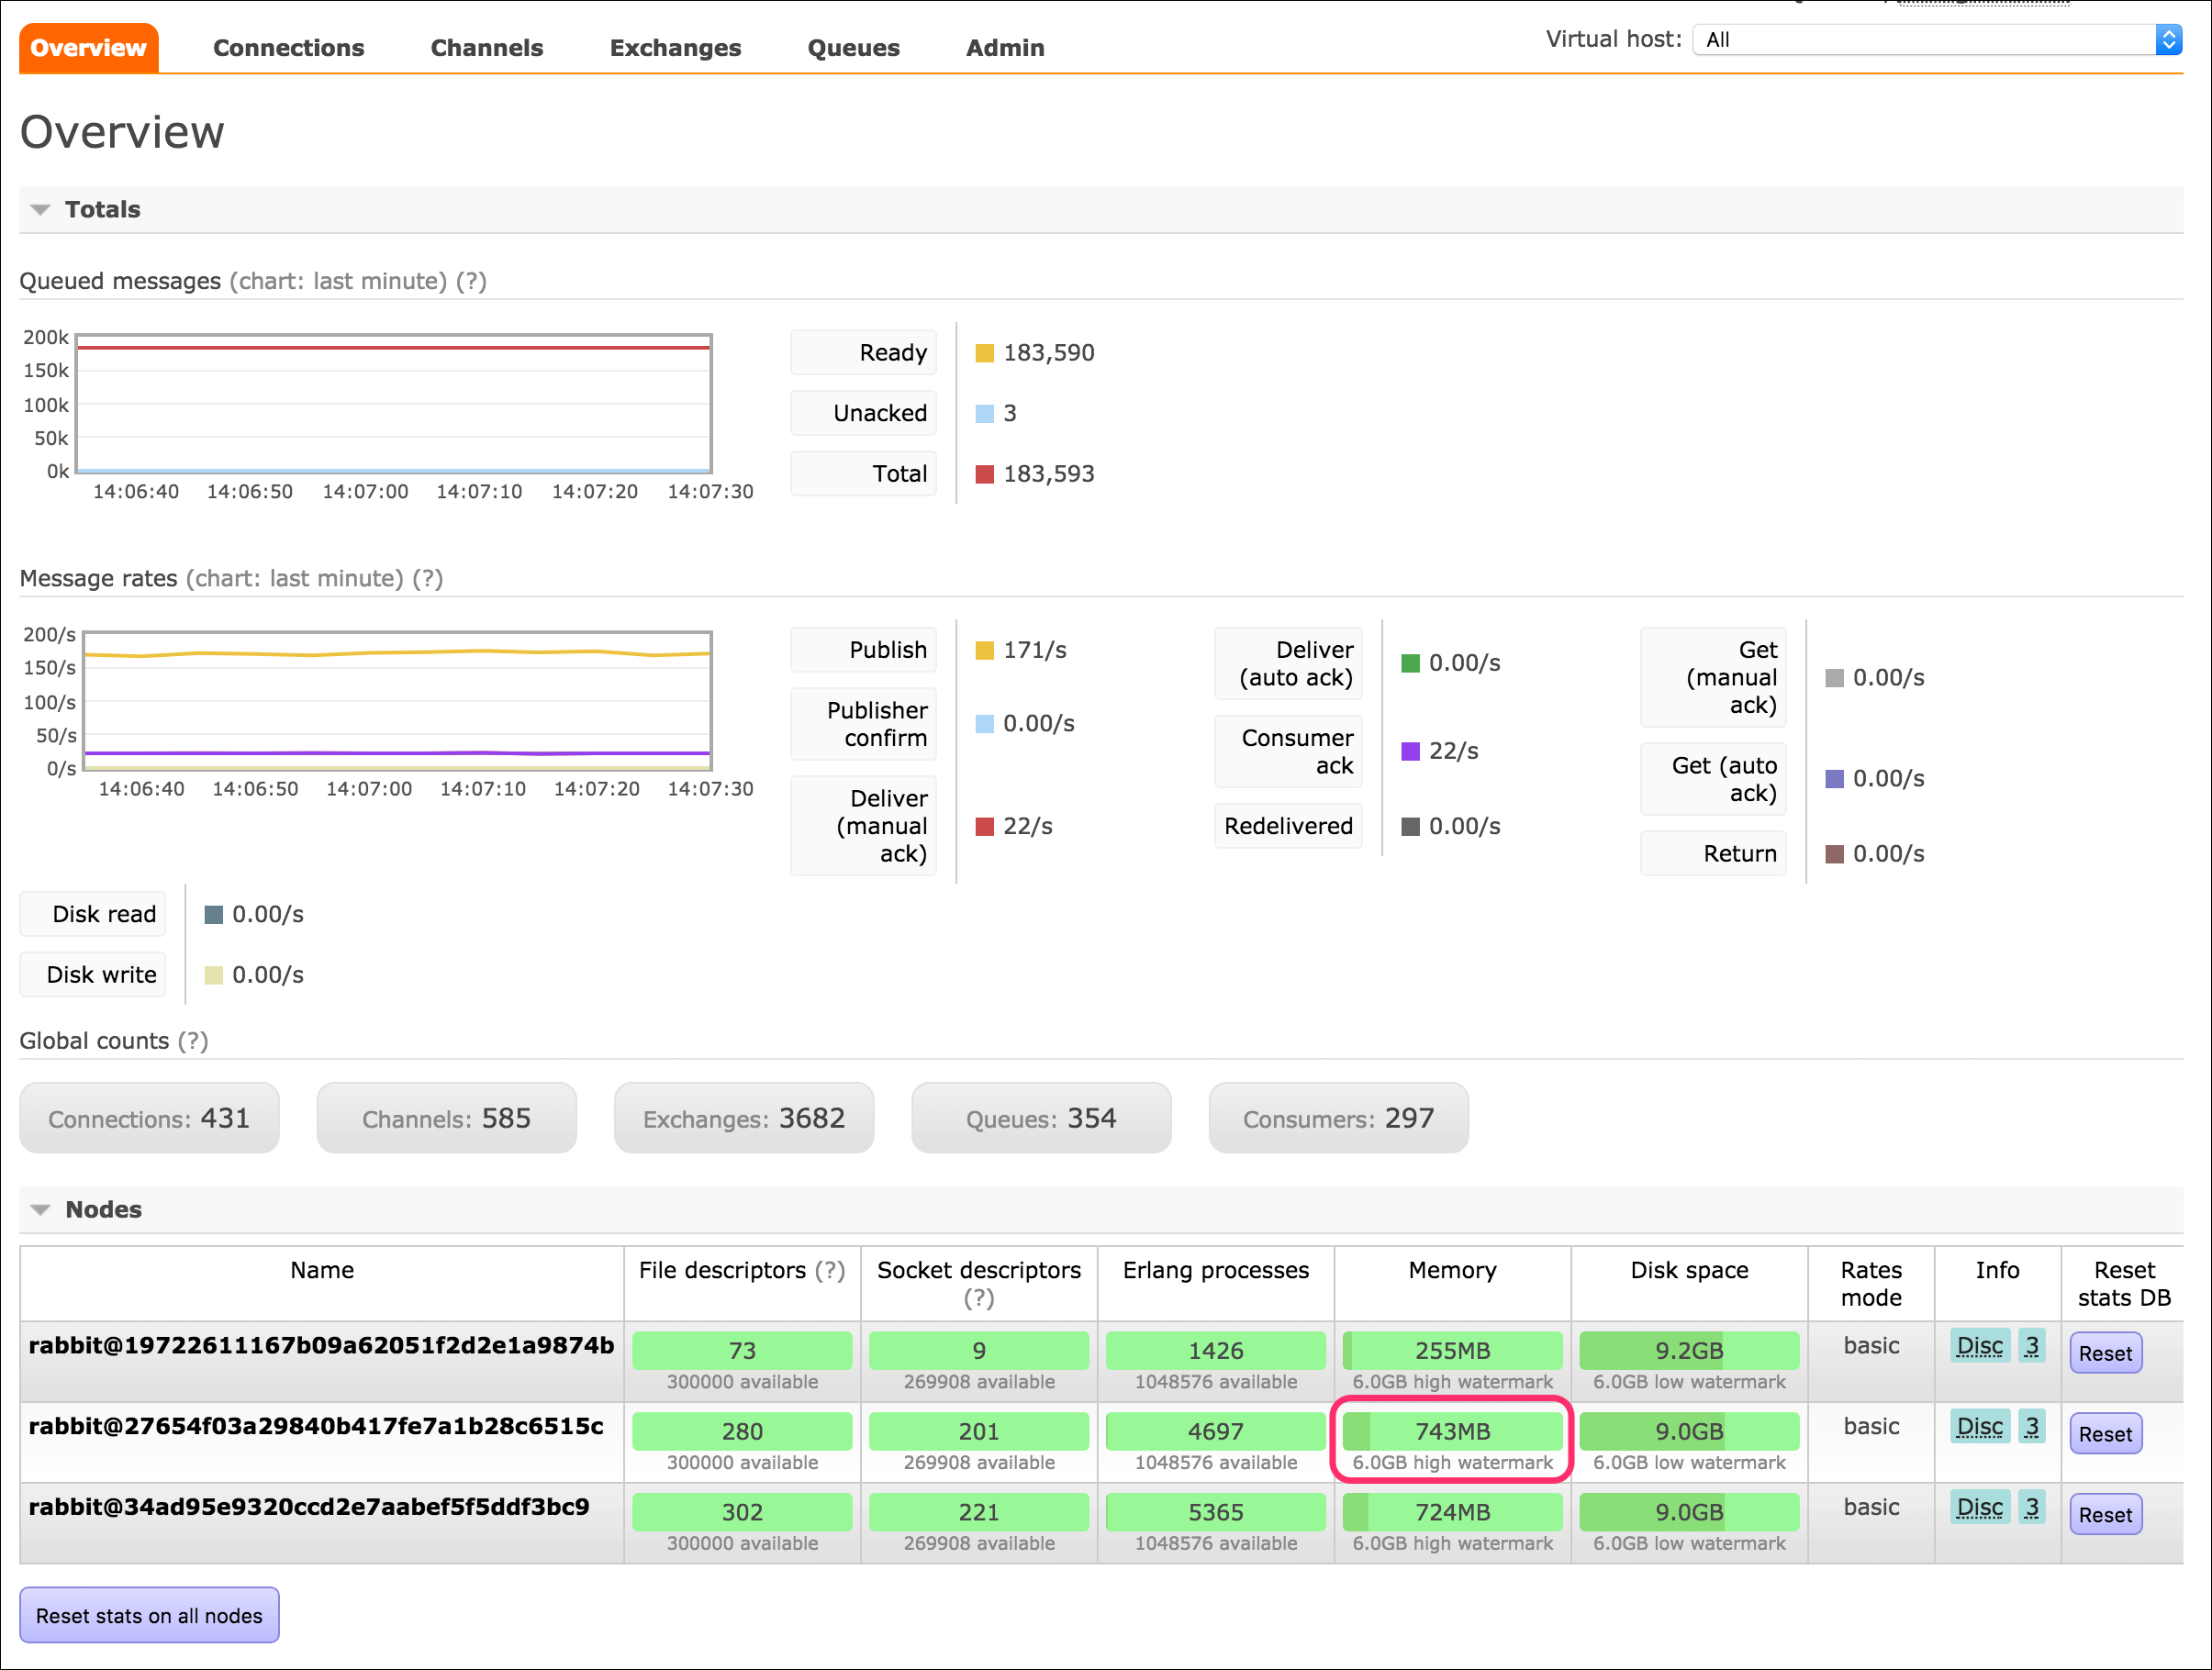 Overview Connections Channels Exchanges Queues Admin Virtual host: All
Overview
Totals
Queued messages (chart: last minute) (?)
200k
150k
100k
50k
0k
14:06:40 14:06:50 14:07:00 14:07:10 14:07:20 14:07:30
Ready 183,590
Unacked 3
Total 183,593
Message rates (chart: last minute) (?)
200/s
150/s
100/s
50/s
0/s
14:06:40 14:06:50 14:07:00 14:07:10 14:07:20 14:07:30
Publish 171/s
Publisher
confirm 0.00/s
Deliver
(manual
ack) 22/s
Deliver
(auto ack) 0.00/s
Consumer
ack 22/s
Redelivered 0.00/s
Get
(manual
ack) 0.00/s
Get (auto
ack) 0.00/s
Return 0.00/s
Disk read 0.00/s
Disk write 0.00/s
Global counts (?)
Connections: 431 Channels: 585 Exchanges: 3682 Queues: 354 Consumers: 297
Nodes
Name File descriptors (?) Socket descriptors (?) Erlang processes Memory Disk space Rates mode Info Reset stats DB
rabbit@19722611167b09a62051f2d2e1a9874b 73 9 1426 255MB 9.2GB basic Disc 3 Reset
300000 available 269908 available 1048576 available 6.0GB high watermark 6.0GB low watermark
rabbit@27654f03a29840b417fe7a1b28c6515c 280 201 4697 743MB 9.0GB basic Disc 3 Reset
300000 available 269908 available 1048576 available 6.0GB high watermark 6.0GB low watermark
rabbit@34ad95e9320ccd2e7aabef5f5ddf3bc9 302 221 5365 724MB 9.0GB basic Disc 3 Reset
300000 available 269908 available 1048576 available 6.0GB high watermark 6.0GB low watermark
Reset stats on all nodes